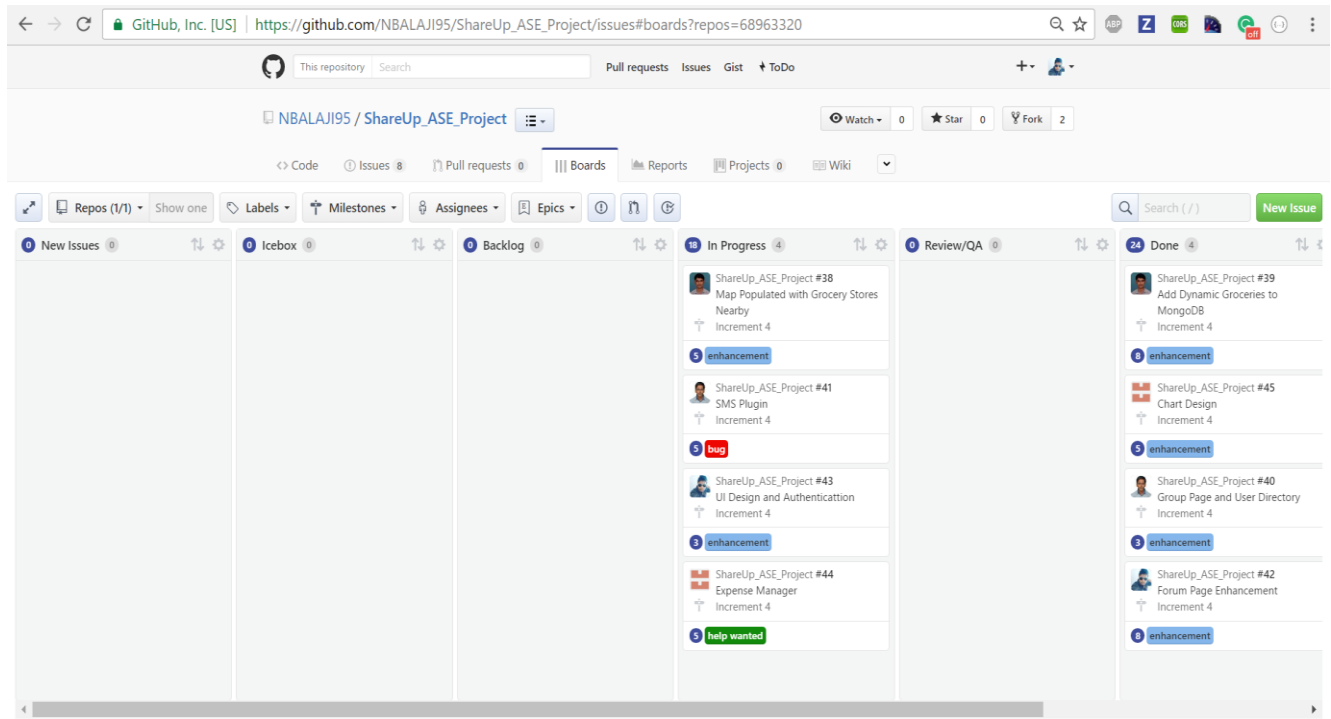 GitHub, Inc. [US] | https://github.com/NBALAJI95/ShareUp_ASE_Project/issues#boards?repos=68963320
ABP Z CORS G off {··}
This repository Search Pull requests Issues Gist ToDo
NBALAJI95 / ShareUp_ASE_Project Watch 0 Star 0 Fork 2
<> Code Issues 8 Pull requests 0 Boards Reports Projects 0 Wiki
Repos (1/1) Show one Labels Milestones Assignees Epics Search ( / ) New Issue
0 New Issues 0 0 Icebox 0 0 Backlog 0 18 In Progress 4 0 Review/QA 0 24 Done 4
ShareUp_ASE_Project #38
Map Populated with Grocery Stores
Nearby
Increment 4
5 enhancement
ShareUp_ASE_Project #41
SMS Plugin
Increment 4
5 bug
ShareUp_ASE_Project #43
UI Design and Authenticattion
Increment 4
3 enhancement
ShareUp_ASE_Project #44
Expense Manager
Increment 4
5 help wanted
ShareUp_ASE_Project #39
Add Dynamic Groceries to
MongoDB
Increment 4
8 enhancement
ShareUp_ASE_Project #45
Chart Design
Increment 4
5 enhancement
ShareUp_ASE_Project #40
Group Page and User Directory
Increment 4
3 enhancement
ShareUp_ASE_Project #42
Forum Page Enhancement
Increment 4
8 enhancement